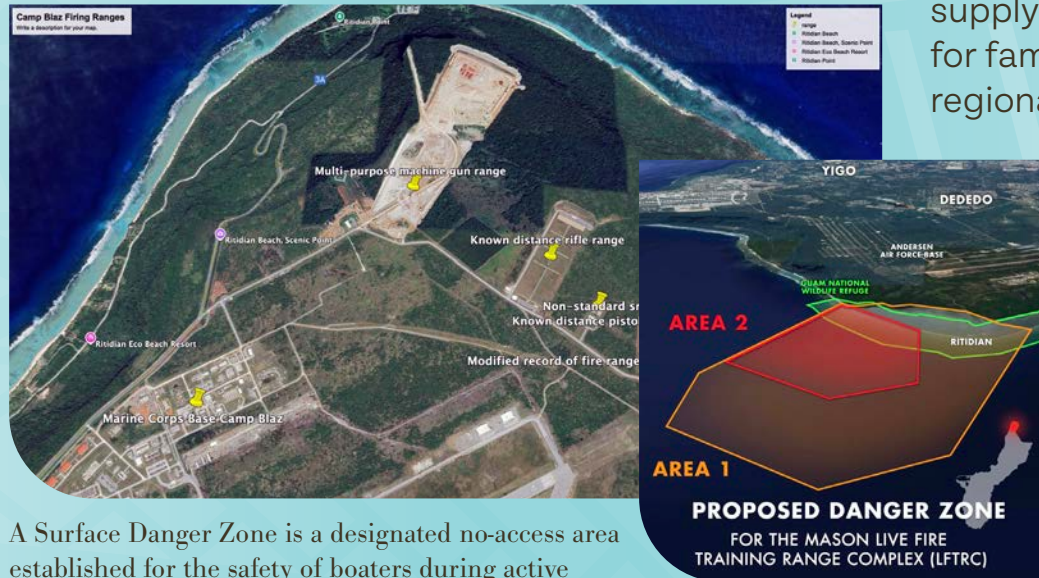 Camp Blaz Firing Ranges
Write a description for your map.
Ritidian Point
Legend
range
Ritidian Beach
Ritidian Beach, Scenic Point
Ritidian Eco Beach Resort
Ritidian Point
3A
Multi-purpose machine gun range
Ritidian Beach, Scenic Point
Known distance rifle range
Non-standard sm
Known distance pisto
Modified record of fire range
Ritidian Eco Beach Resort
Marine Corps Base Camp Blaz
supply
for fam
regiona
YIGO
DEDEDO
ANDERSEN
AIR FORCE BASE
GUAM NATIONAL
WILDLIFE REFUGE
AREA 2
RITIDIAN
AREA 1
PROPOSED DANGER ZONE
FOR THE MASON LIVE FIRE
TRAINING RANGE COMPLEX (LFTRC)
A Surface Danger Zone is a designated no-access area
established for the safety of boaters during active